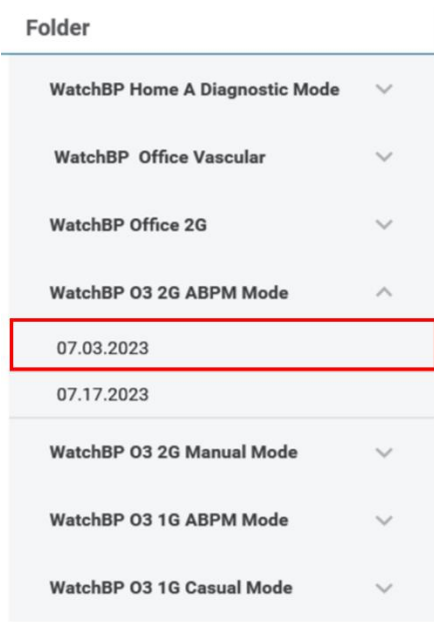 Folder
WatchBP Home A Diagnostic Mode
WatchBP Office Vascular
WatchBP Office 2G
WatchBP O3 2G ABPM Mode
07.03.2023
07.17.2023
WatchBP O3 2G Manual Mode
WatchBP O3 1G ABPM Mode
WatchBP O3 1G Casual Mode